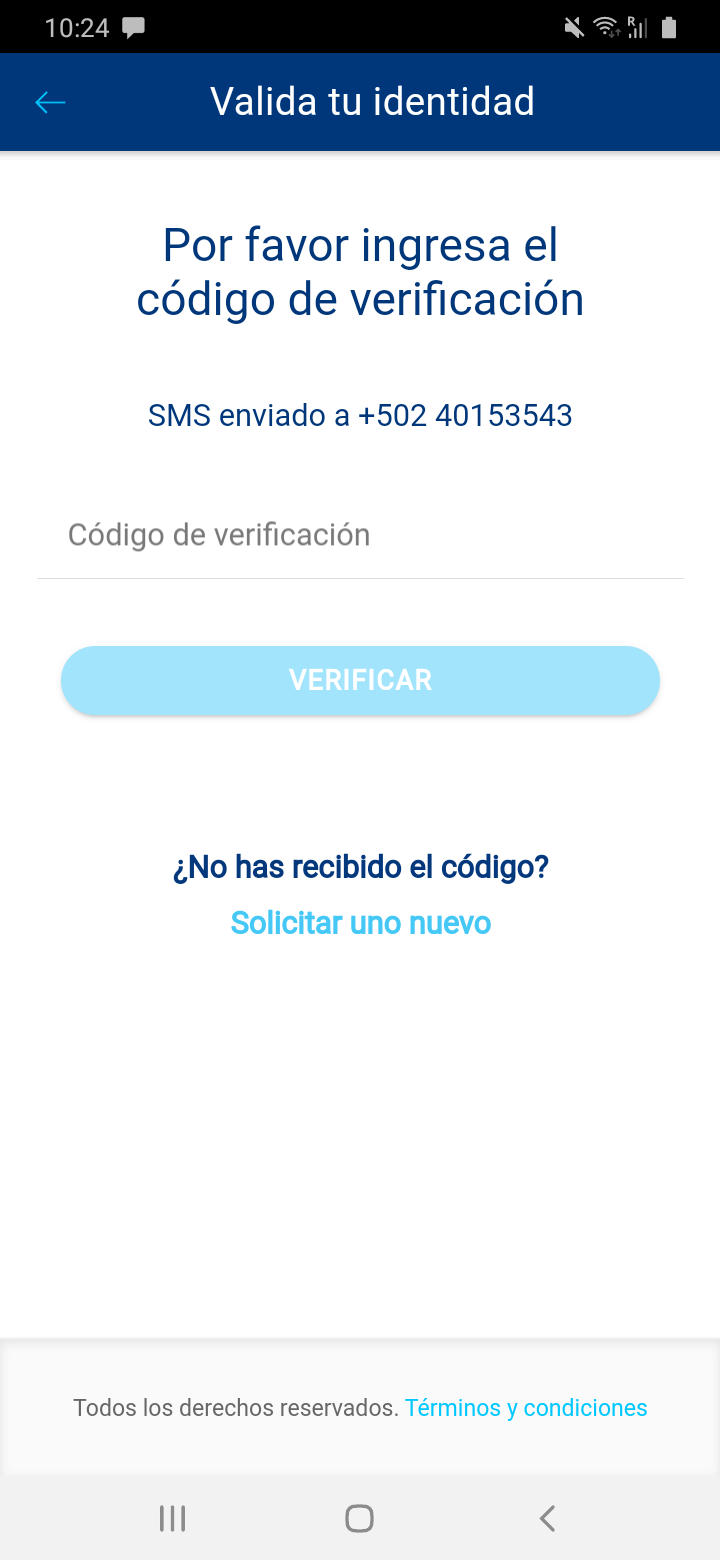 10:24
R
Valida tu identidad
Por favor ingresa el
código de verificación
SMS enviado a +502 40153543
Código de verificación
VERIFICAR
¿No has recibido el código?
Solicitar uno nuevo
Todos los derechos reservados. Términos y condiciones